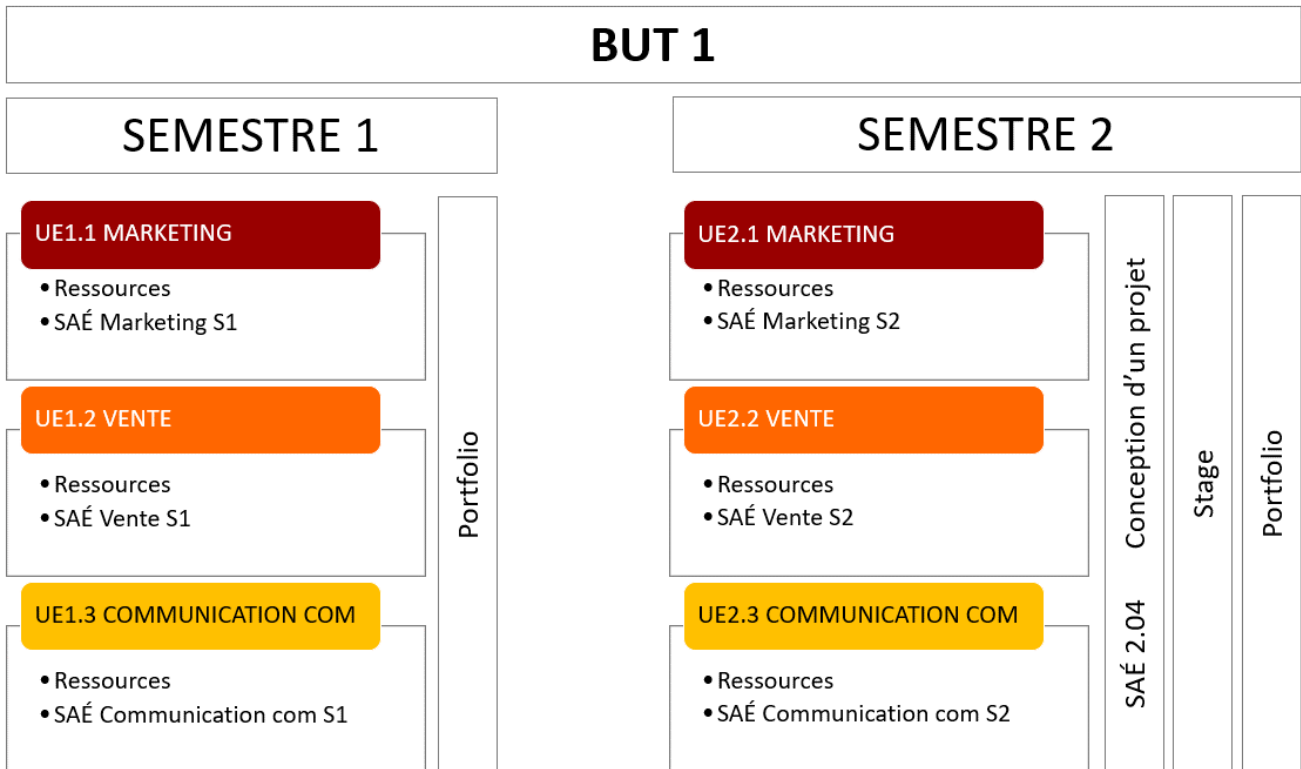 BUT 1
SEMESTRE 1
UE1.1 MARKETING
• Ressources
• SAÉ Marketing S1
UE1.2 VENTE
• Ressources
• SAÉ Vente S1
UE1.3 COMMUNICATION COM
• Ressources
• SAÉ Communication com S1
Portfolio
SEMESTRE 2
UE2.1 MARKETING
• Ressources
• SAÉ Marketing S2
UE2.2 VENTE
• Ressources
• SAÉ Vente S2
UE2.3 COMMUNICATION COM
• Ressources
• SAÉ Communication com S2
SAÉ 2.04 Conception d’un projet
Stage
Portfolio